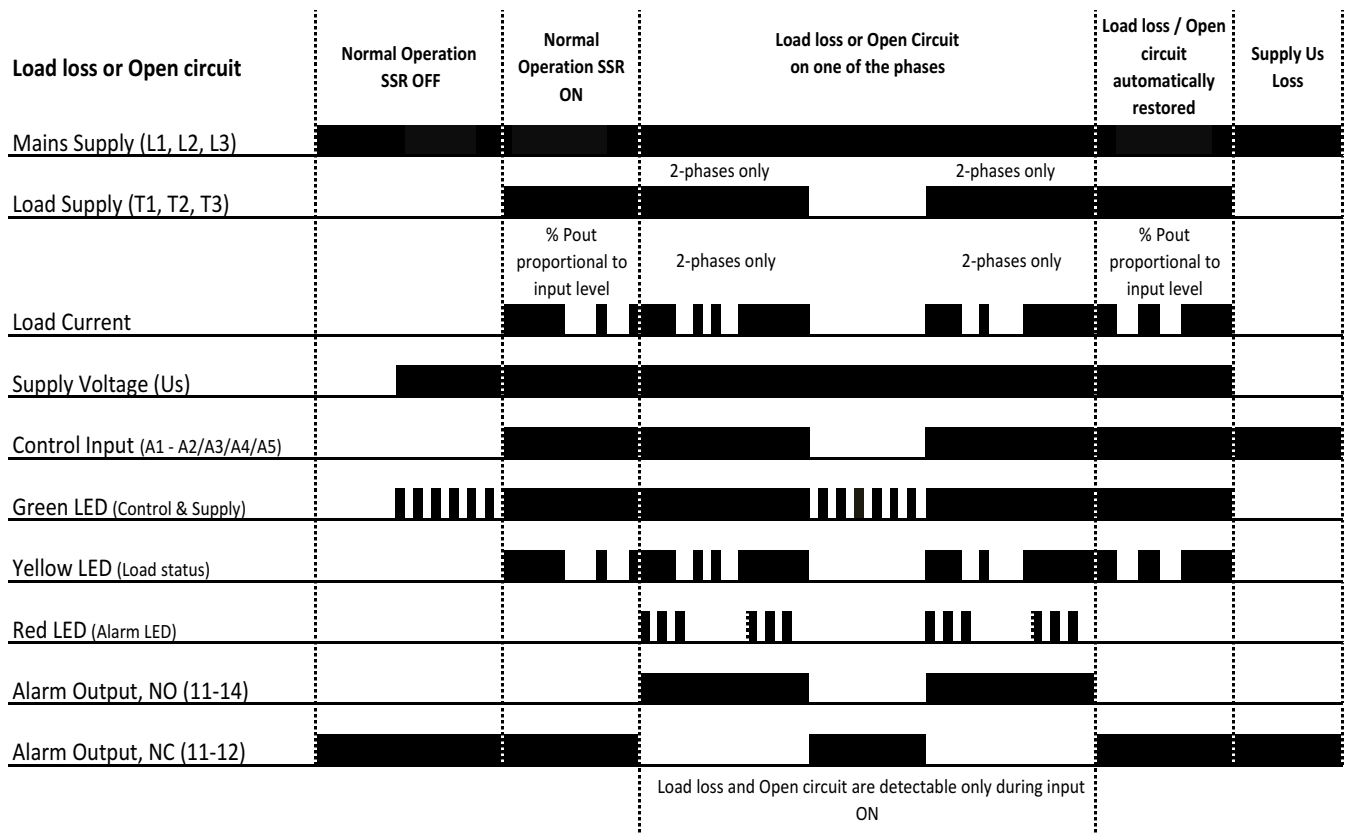 Load loss or Open circuit
Normal Operation
SSR OFF
Normal
Operation SSR
ON
Load loss or Open Circuit
on one of the phases
Load loss / Open
circuit
automatically
restored
Supply Us
Loss
Mains Supply (L1, L2, L3)
2-phases only
2-phases only
Load Supply (T1, T2, T3)
% Pout
proportional to
input level
2-phases only
2-phases only
% Pout
proportional to
input level
Load Current
Supply Voltage (Us)
Control Input (A1 - A2/A3/A4/A5)
Green LED (Control & Supply)
Yellow LED (Load status)
Red LED (Alarm LED)
Alarm Output, NO (11-14)
Alarm Output, NC (11-12)
Load loss and Open circuit are detectable only during input
ON